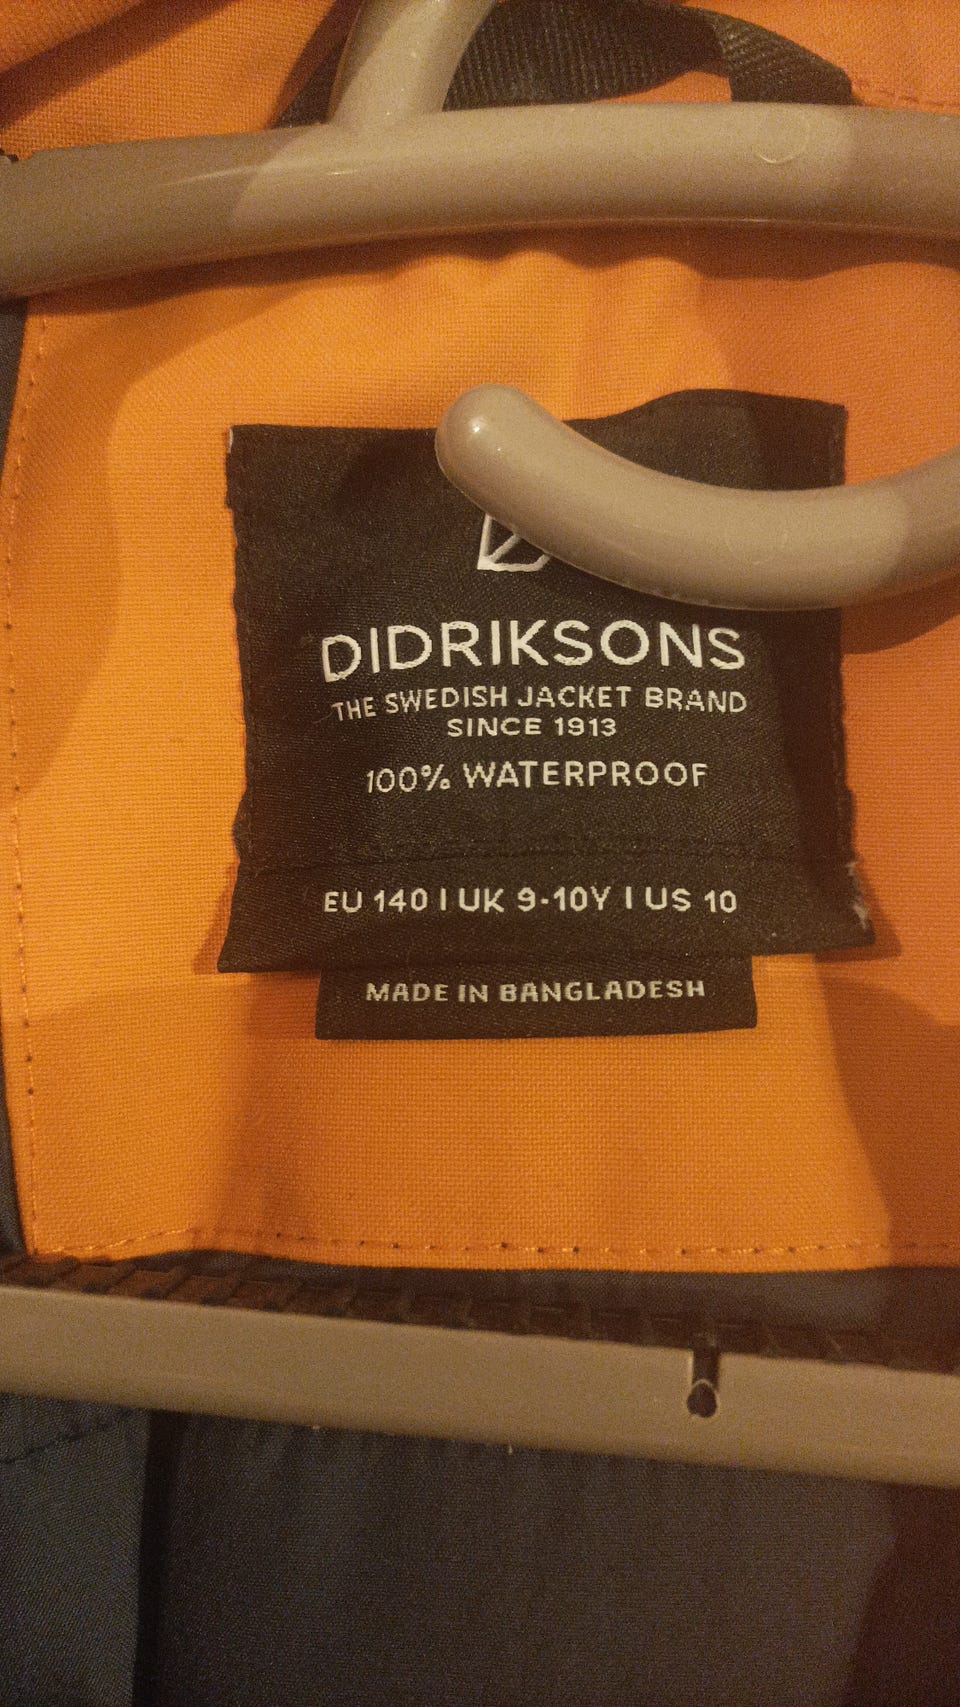 DIDRIKSONS
THE SWEDISH JACKET BRAND
SINCE 1913
100% WATERPROOF
EU 140 | UK 9-10Y | US 10
MADE IN BANGLADESH